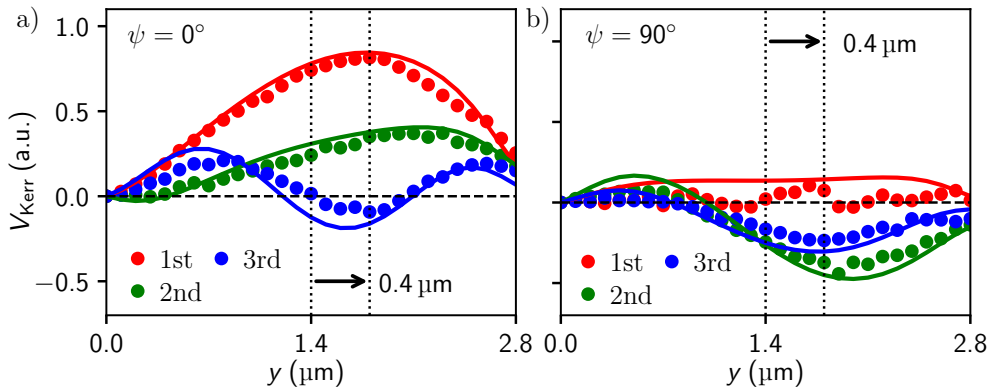 a)
ψ = 0°
1.0
0.5
0.0
−0.5
V_Kerr (a.u.)
1st
3rd
2nd
0.4 µm
0.0
1.4
2.8
y (µm)
b)
ψ = 90°
0.4 µm
1st
3rd
2nd
0.0
1.4
2.8
y (µm)